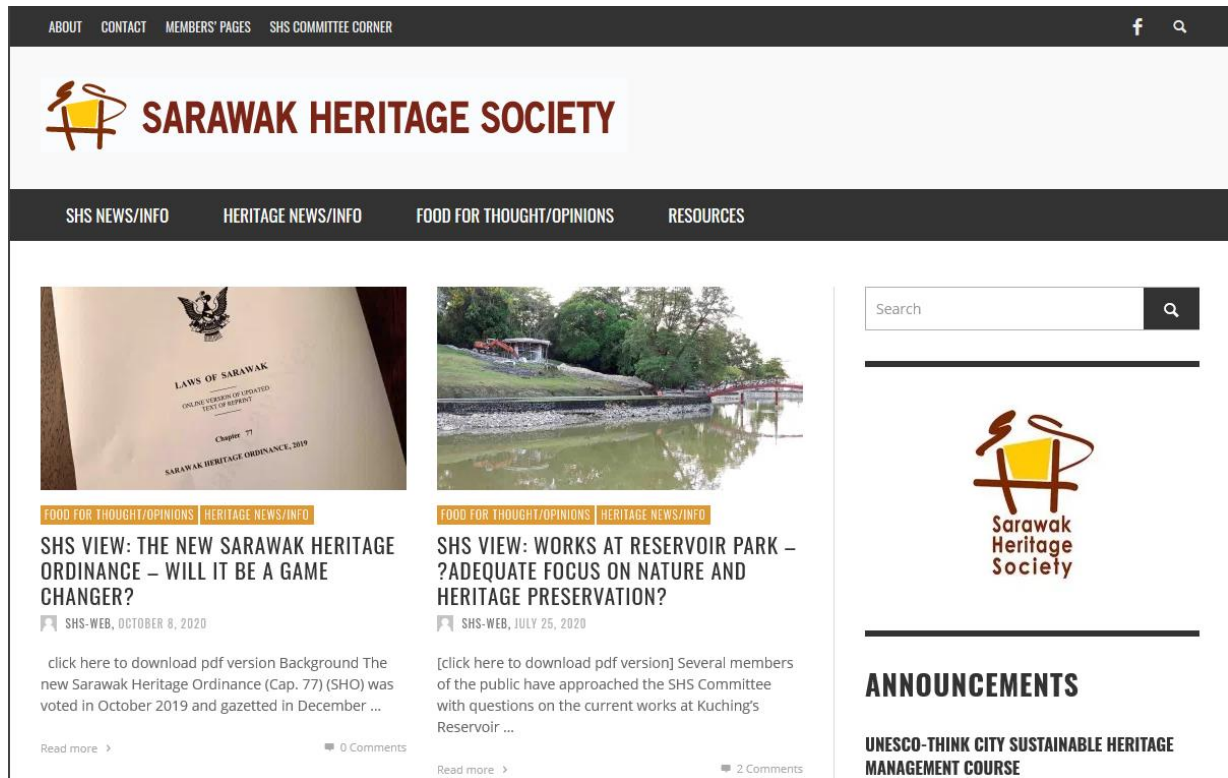 ABOUT CONTACT MEMBERS' PAGES SHS COMMITTEE CORNER
SARAWAK HERITAGE SOCIETY
SHS NEWS/INFO HERITAGE NEWS/INFO FOOD FOR THOUGHT/OPINIONS RESOURCES
LAWS OF SARAWAK
ONLINE VERSION OF UPDATED
TEXT OF REPRINT
Chapter 77
SARAWAK HERITAGE ORDINANCE, 2019
FOOD FOR THOUGHT/OPINIONS HERITAGE NEWS/INFO
SHS VIEW: THE NEW SARAWAK HERITAGE
ORDINANCE – WILL IT BE A GAME
CHANGER?
SHS-WEB, OCTOBER 8, 2020
click here to download pdf version Background The
new Sarawak Heritage Ordinance (Cap. 77) (SHO) was
voted in October 2019 and gazetted in December ...
Read more > 0 Comments
FOOD FOR THOUGHT/OPINIONS HERITAGE NEWS/INFO
SHS VIEW: WORKS AT RESERVOIR PARK –
?ADEQUATE FOCUS ON NATURE AND
HERITAGE PRESERVATION?
SHS-WEB, JULY 25, 2020
[click here to download pdf version] Several members
of the public have approached the SHS Committee
with questions on the current works at Kuching's
Reservoir ...
Read more > 2 Comments
Search
Sarawak
Heritage
Society
ANNOUNCEMENTS
UNESCO-THINK CITY SUSTAINABLE HERITAGE
MANAGEMENT COURSE